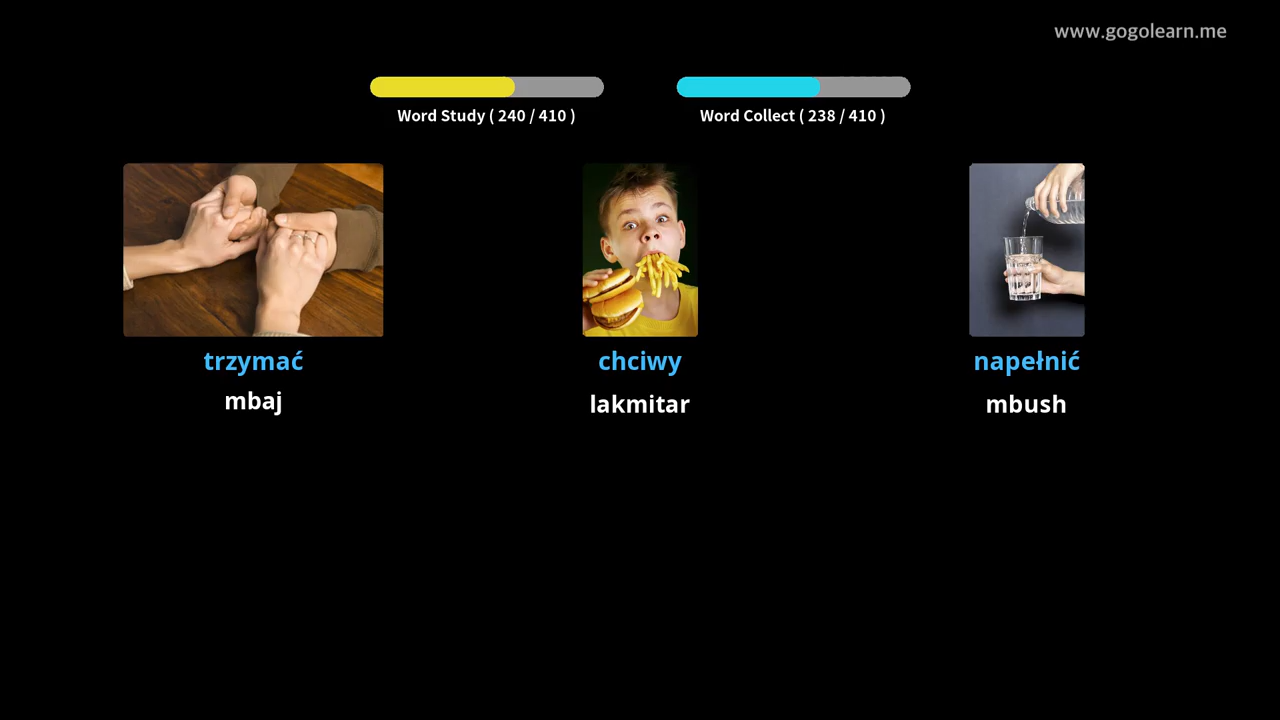 www.gogolearn.me
Word Study ( 240 / 410 )
Word Collect ( 238 / 410 )
trzymać
mbaj
chciwy
lakmitar
napełnić
mbush